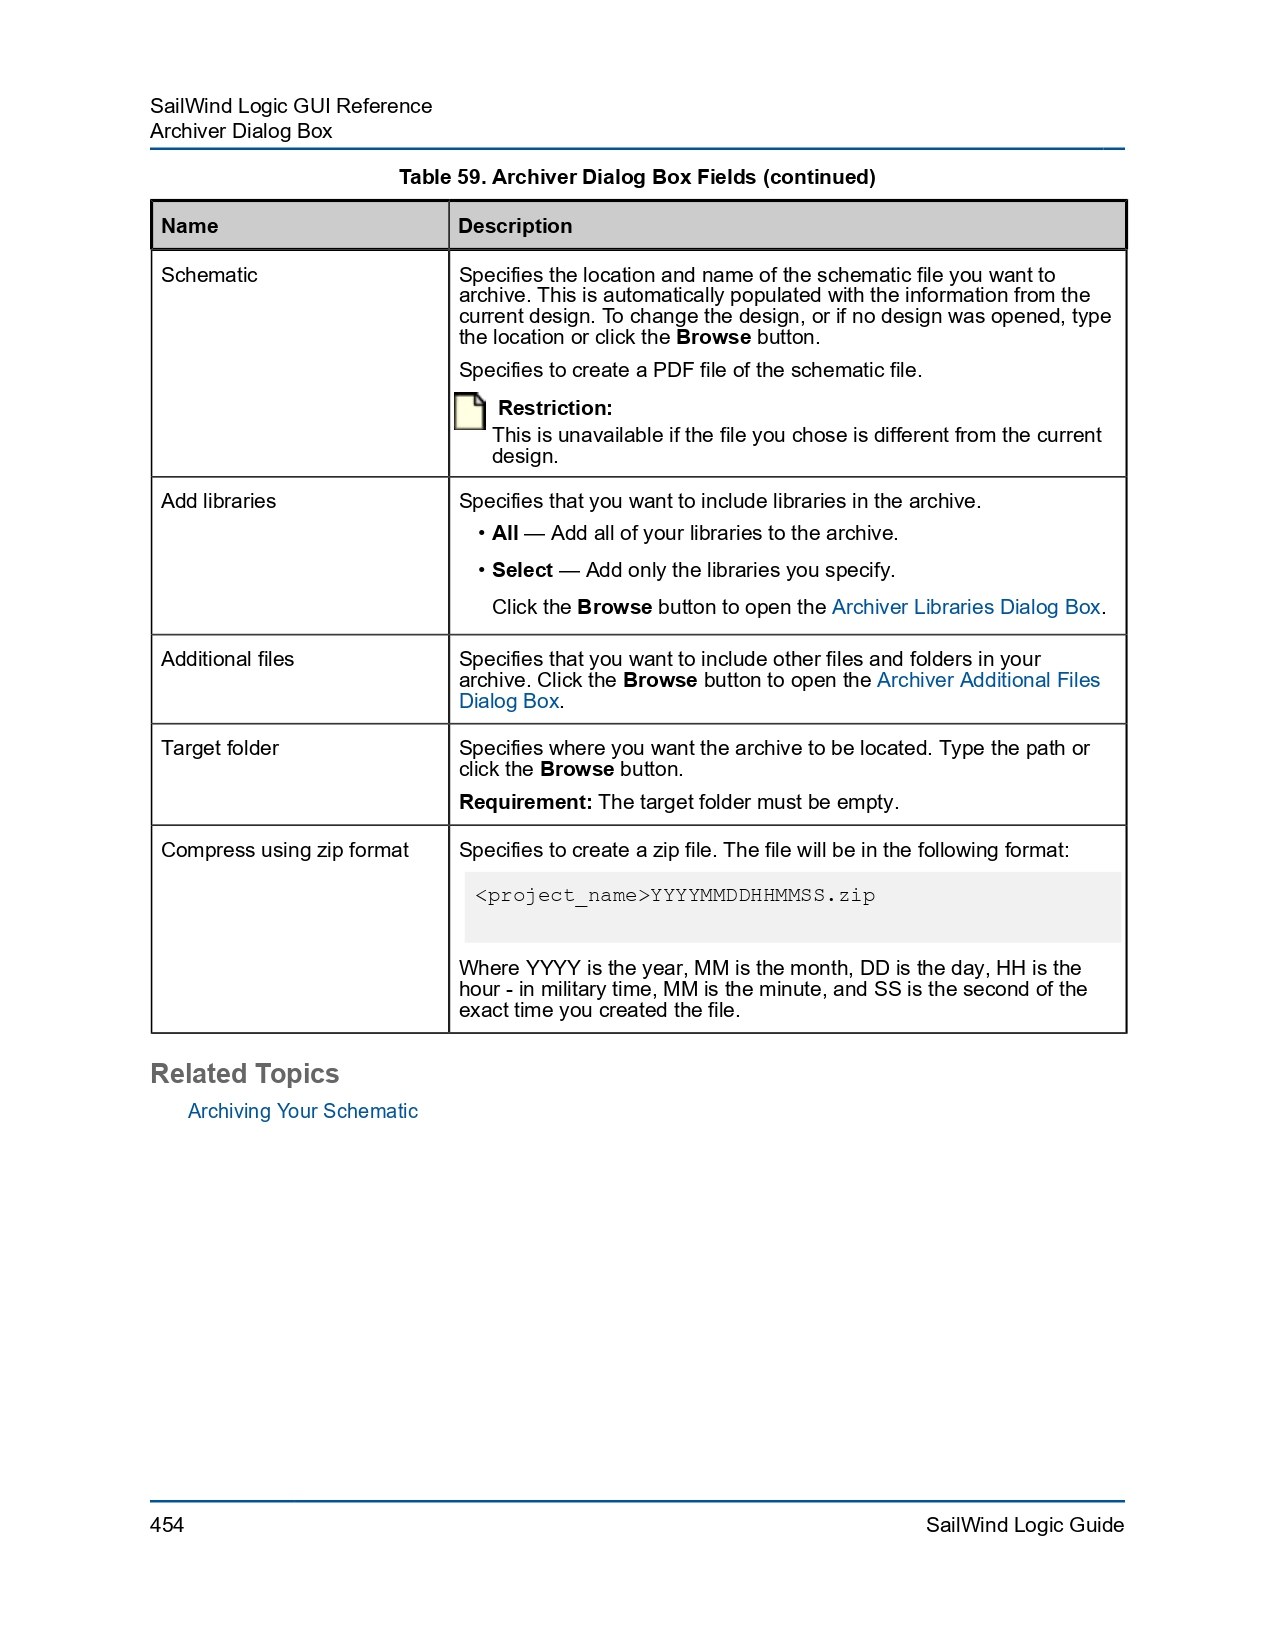 SailWind Logic GUI Reference
Archiver Dialog Box
Table 59. Archiver Dialog Box Fields (continued)
Name
Description
Schematic
Specifies the location and name of the schematic file you want to
archive. This is automatically populated with the information from the
current design. To change the design, or if no design was opened, type
the location or click the Browse button.
Specifies to create a PDF file of the schematic file.
Restriction:
This is unavailable if the file you chose is different from the current
design.
Add libraries
Specifies that you want to include libraries in the archive.
• All — Add all of your libraries to the archive.
• Select — Add only the libraries you specify.
Click the Browse button to open the Archiver Libraries Dialog Box.
Additional files
Specifies that you want to include other files and folders in your
archive. Click the Browse button to open the Archiver Additional Files
Dialog Box.
Target folder
Specifies where you want the archive to be located. Type the path or
click the Browse button.
Requirement: The target folder must be empty.
Compress using zip format
Specifies to create a zip file. The file will be in the following format:
<project_name>YYYYMMDDHHMMSS.zip
Where YYYY is the year, MM is the month, DD is the day, HH is the
hour - in military time, MM is the minute, and SS is the second of the
exact time you created the file.
Related Topics
Archiving Your Schematic
454
SailWind Logic Guide